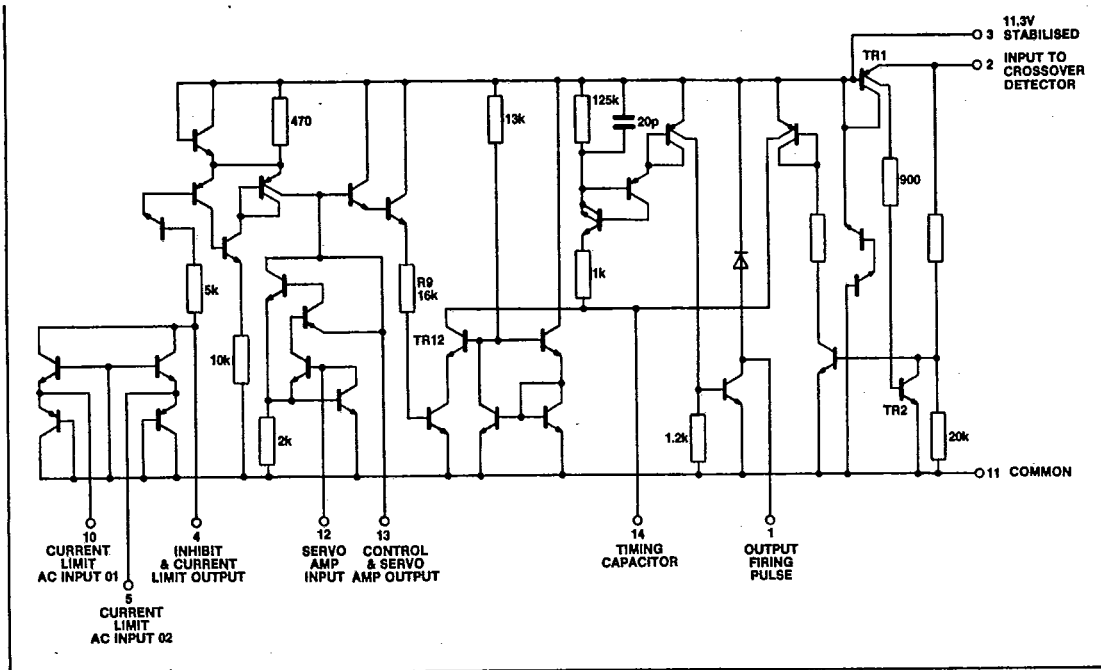 11.3V
3 STABILISED
TR1
2 INPUT TO
CROSSOVER
DETECTOR
470
13k
125k
20p
900
5k
R9
16k
1k
TR12
10k
TR2
2k
1.2k
20k
11 COMMON
10
CURRENT
LIMIT
AC INPUT 01
4
INHIBIT
& CURRENT
LIMIT OUTPUT
12
SERVO
AMP
INPUT
13
CONTROL
& SERVO
AMP OUTPUT
14
TIMING
CAPACITOR
1
OUTPUT
FIRING
PULSE
5
CURRENT
LIMIT
AC INPUT 02